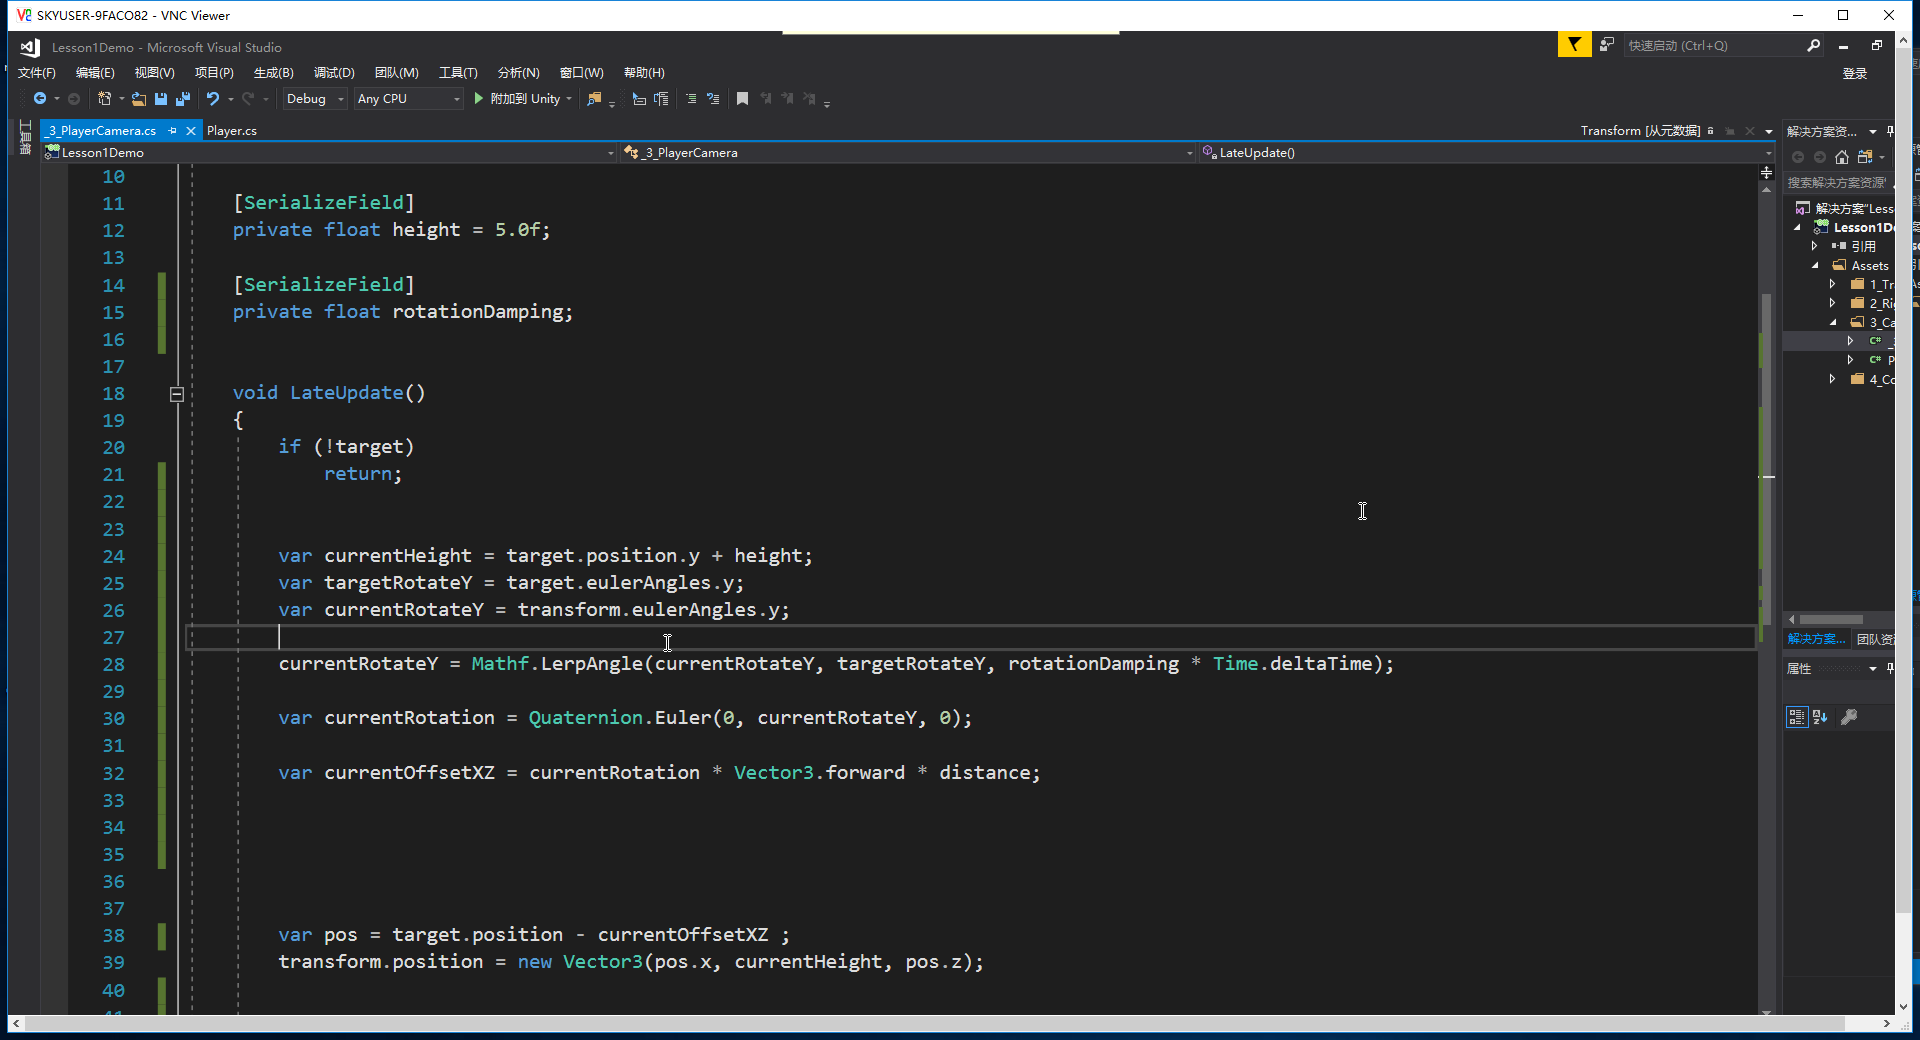 SKYUSER-9FACO82 - VNC Viewer
Lesson1Demo - Microsoft Visual Studio
快速启动 (Ctrl+Q)
文件(F) 编辑(E) 视图(V) 项目(P) 生成(B) 调试(D) 团队(M) 工具(T) 分析(N) 窗口(W) 帮助(H)
登录
Debug Any CPU 附加到 Unity
工具箱
_3_PlayerCamera.cs Player.cs Transform [从元数据]
解决方案资...
Lesson1Demo _3_PlayerCamera LateUpdate()
10
11 [SerializeField]
12 private float height = 5.0f;
13
14 [SerializeField]
15 private float rotationDamping;
16
17
18 void LateUpdate()
19 {
20 if (!target)
21 return;
22
23
24 var currentHeight = target.position.y + height;
25 var targetRotateY = target.eulerAngles.y;
26 var currentRotateY = transform.eulerAngles.y;
27
28 currentRotateY = Mathf.LerpAngle(currentRotateY, targetRotateY, rotationDamping * Time.deltaTime);
29
30 var currentRotation = Quaternion.Euler(0, currentRotateY, 0);
31
32 var currentOffsetXZ = currentRotation * Vector3.forward * distance;
33
34
35
36
37
38 var pos = target.position - currentOffsetXZ ;
39 transform.position = new Vector3(pos.x, currentHeight, pos.z);
40
搜索解决方案资源
解决方案"Less
Lesson1D
引用
Assets
1_Tr
2_Ri
3_Ca
C#
C# P
4_Co
解决方案... 团队资
属性